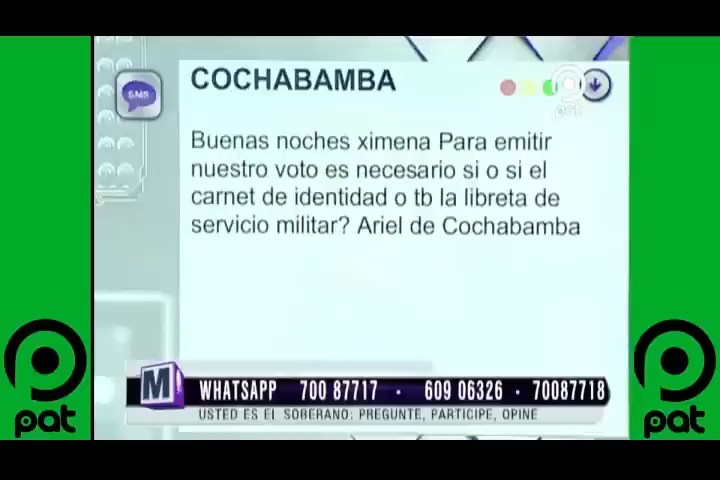 SMS
COCHABAMBA
pat
Buenas noches ximena Para emitir
nuestro voto es necesario si o si el
carnet de identidad o tb la libreta de
servicio militar? Ariel de Cochabamba
M
WHATSAPP 700 87717 - 609 06326 - 70087718
USTED ES EL SOBERANO: PREGUNTE, PARTICIPE, OPINE
pat
pat